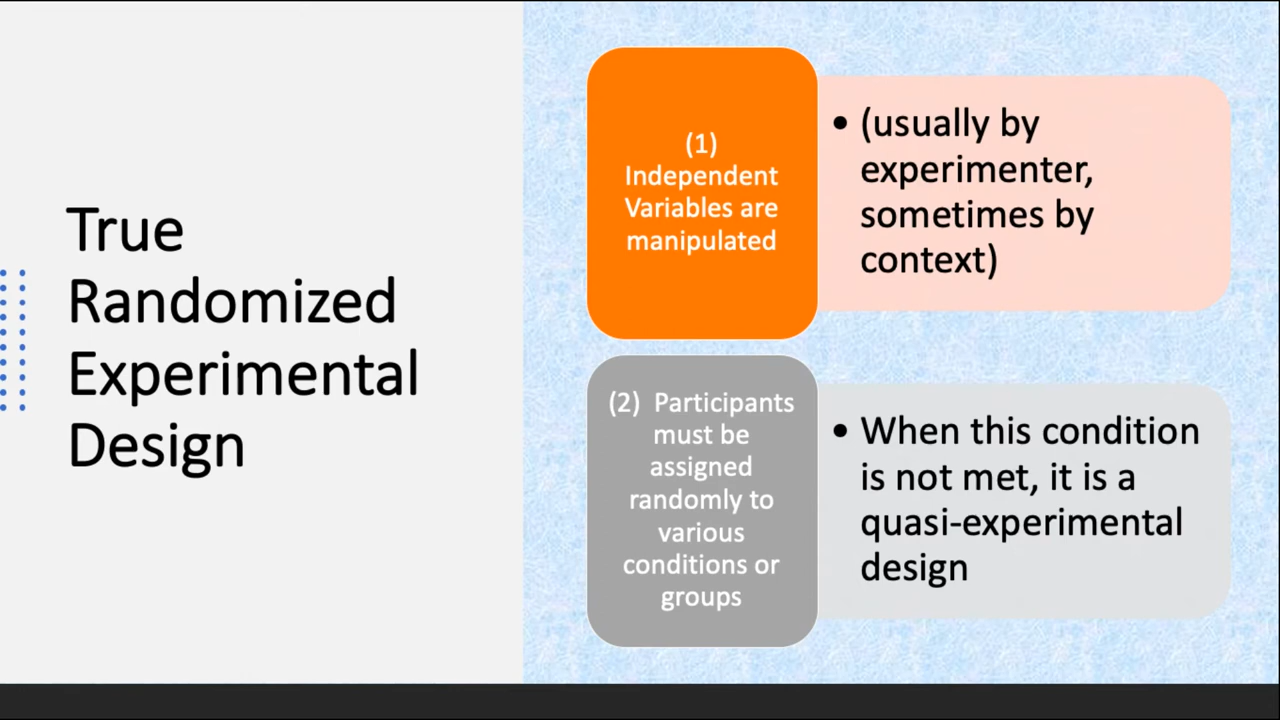 True
Randomized
Experimental
Design
(1)
Independent
Variables are
manipulated
• (usually by
experimenter,
sometimes by
context)
(2) Participants
must be
assigned
randomly to
various
conditions or
groups
• When this condition
is not met, it is a
quasi-experimental
design